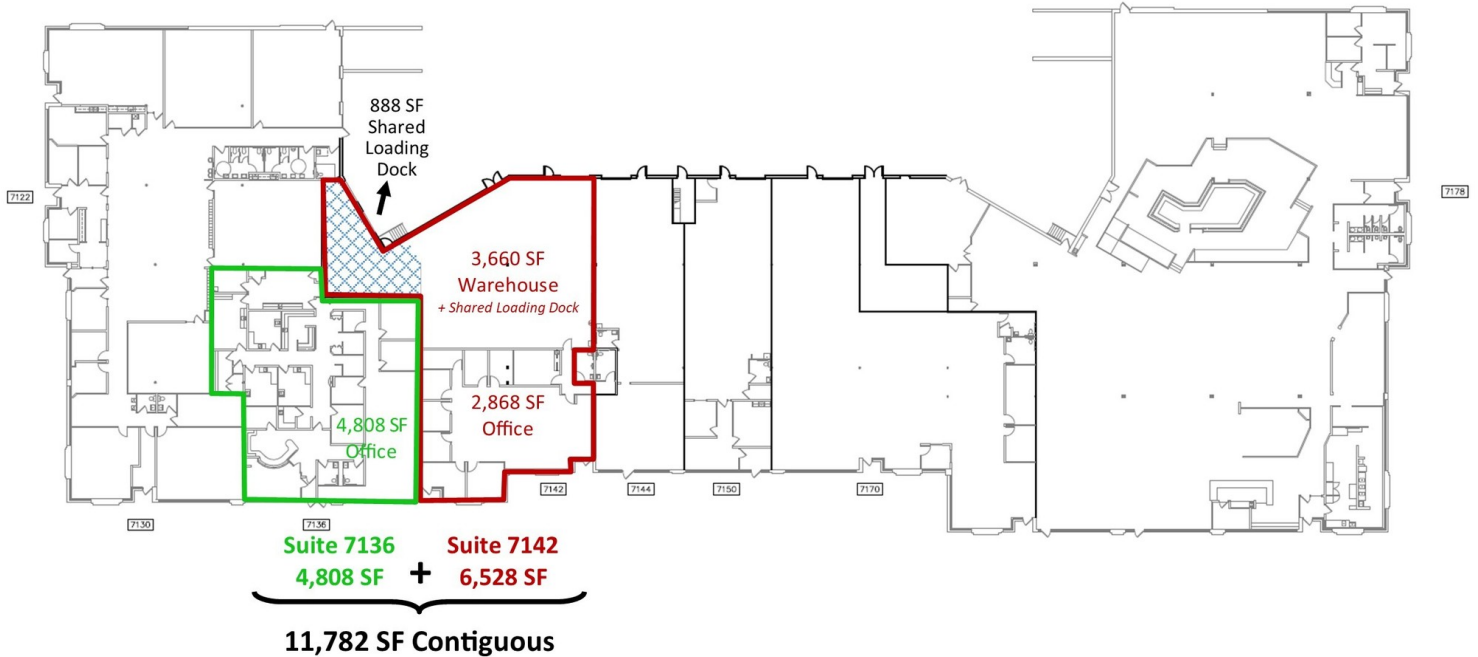 888 SF
Shared
Loading
Dock
7122
7178
3,660 SF
Warehouse
+ Shared Loading Dock
2,868 SF
Office
4,808 SF
Office
7142
7144
7150
7170
7130
7136
Suite 7136
4,808 SF
+
Suite 7142
6,528 SF
11,782 SF Contiguous